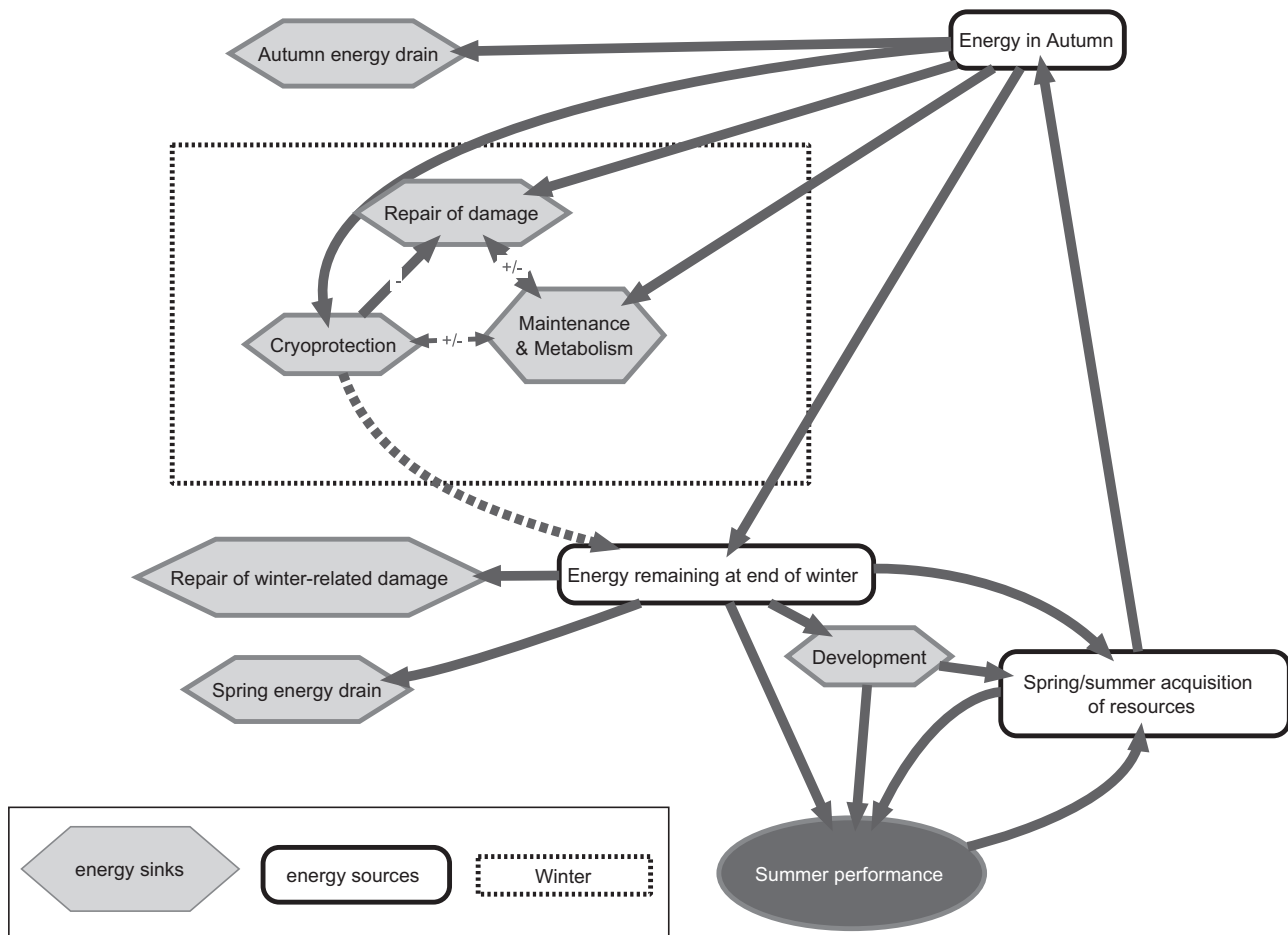 Energy in Autumn
Autumn energy drain
Repair of damage
+/-
-
Maintenance
& Metabolism
Cryoprotection
+/-
Repair of winter-related damage
Energy remaining at end of winter
Development
Spring energy drain
Spring/summer acquisition
of resources
Summer performance
energy sinks
energy sources
Winter